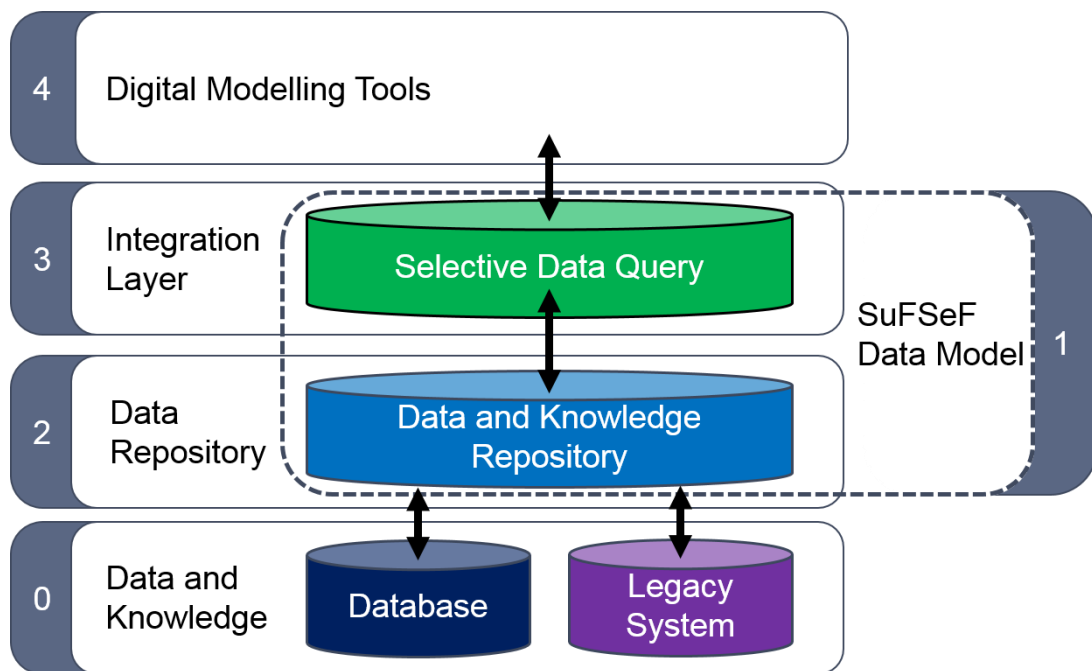 4
Digital Modelling Tools
3
Integration
Layer
Selective Data Query
SuFSeF
Data Model
1
2
Data
Repository
Data and Knowledge
Repository
0
Data and
Knowledge
Database
Legacy
System